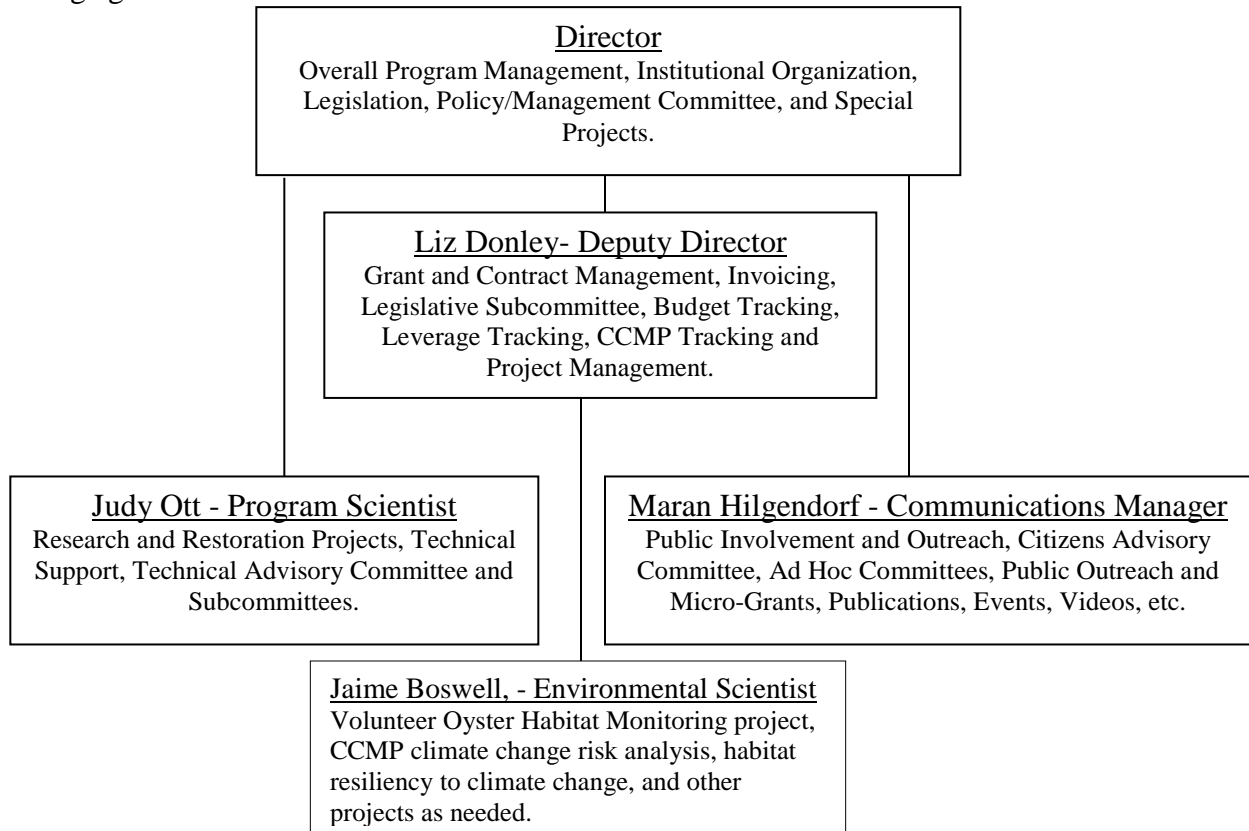 Director
Overall Program Management, Institutional Organization,
Legislation, Policy/Management Committee, and Special
Projects.
Liz Donley- Deputy Director
Grant and Contract Management, Invoicing,
Legislative Subcommittee, Budget Tracking,
Leverage Tracking, CCMP Tracking and
Project Management.
Judy Ott - Program Scientist
Research and Restoration Projects, Technical
Support, Technical Advisory Committee and
Subcommittees.
Maran Hilgendorf - Communications Manager
Public Involvement and Outreach, Citizens Advisory
Committee, Ad Hoc Committees, Public Outreach and
Micro-Grants, Publications, Events, Videos, etc.
Jaime Boswell, - Environmental Scientist
Volunteer Oyster Habitat Monitoring project,
CCMP climate change risk analysis, habitat
resiliency to climate change, and other
projects as needed.